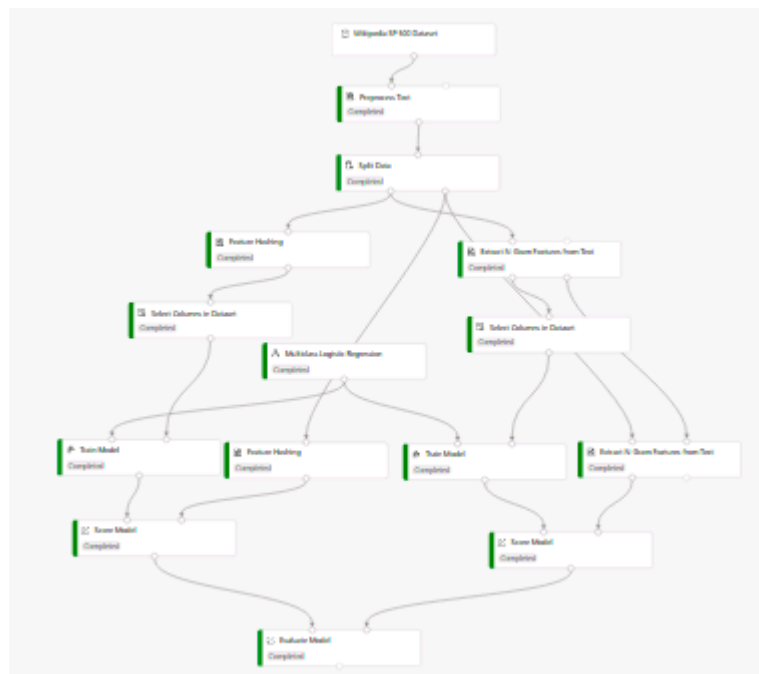 Wikipedia SP 500 Dataset
Preprocess Text
Completed
Split Data
Completed
Feature Hashing
Completed
Extract N-Gram Features from Text
Completed
Select Columns in Dataset
Completed
Select Columns in Dataset
Completed
Multiclass Logistic Regression
Completed
Train Model
Completed
Feature Hashing
Completed
Train Model
Completed
Extract N-Gram Features from Text
Completed
Score Model
Completed
Score Model
Completed
Evaluate Model
Completed